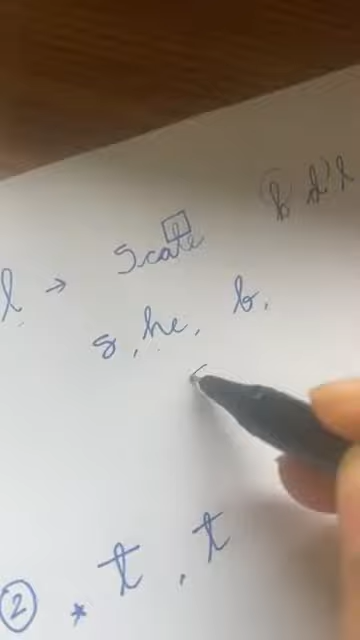 b d l
l → Scale
s, he, b,
② * t, t